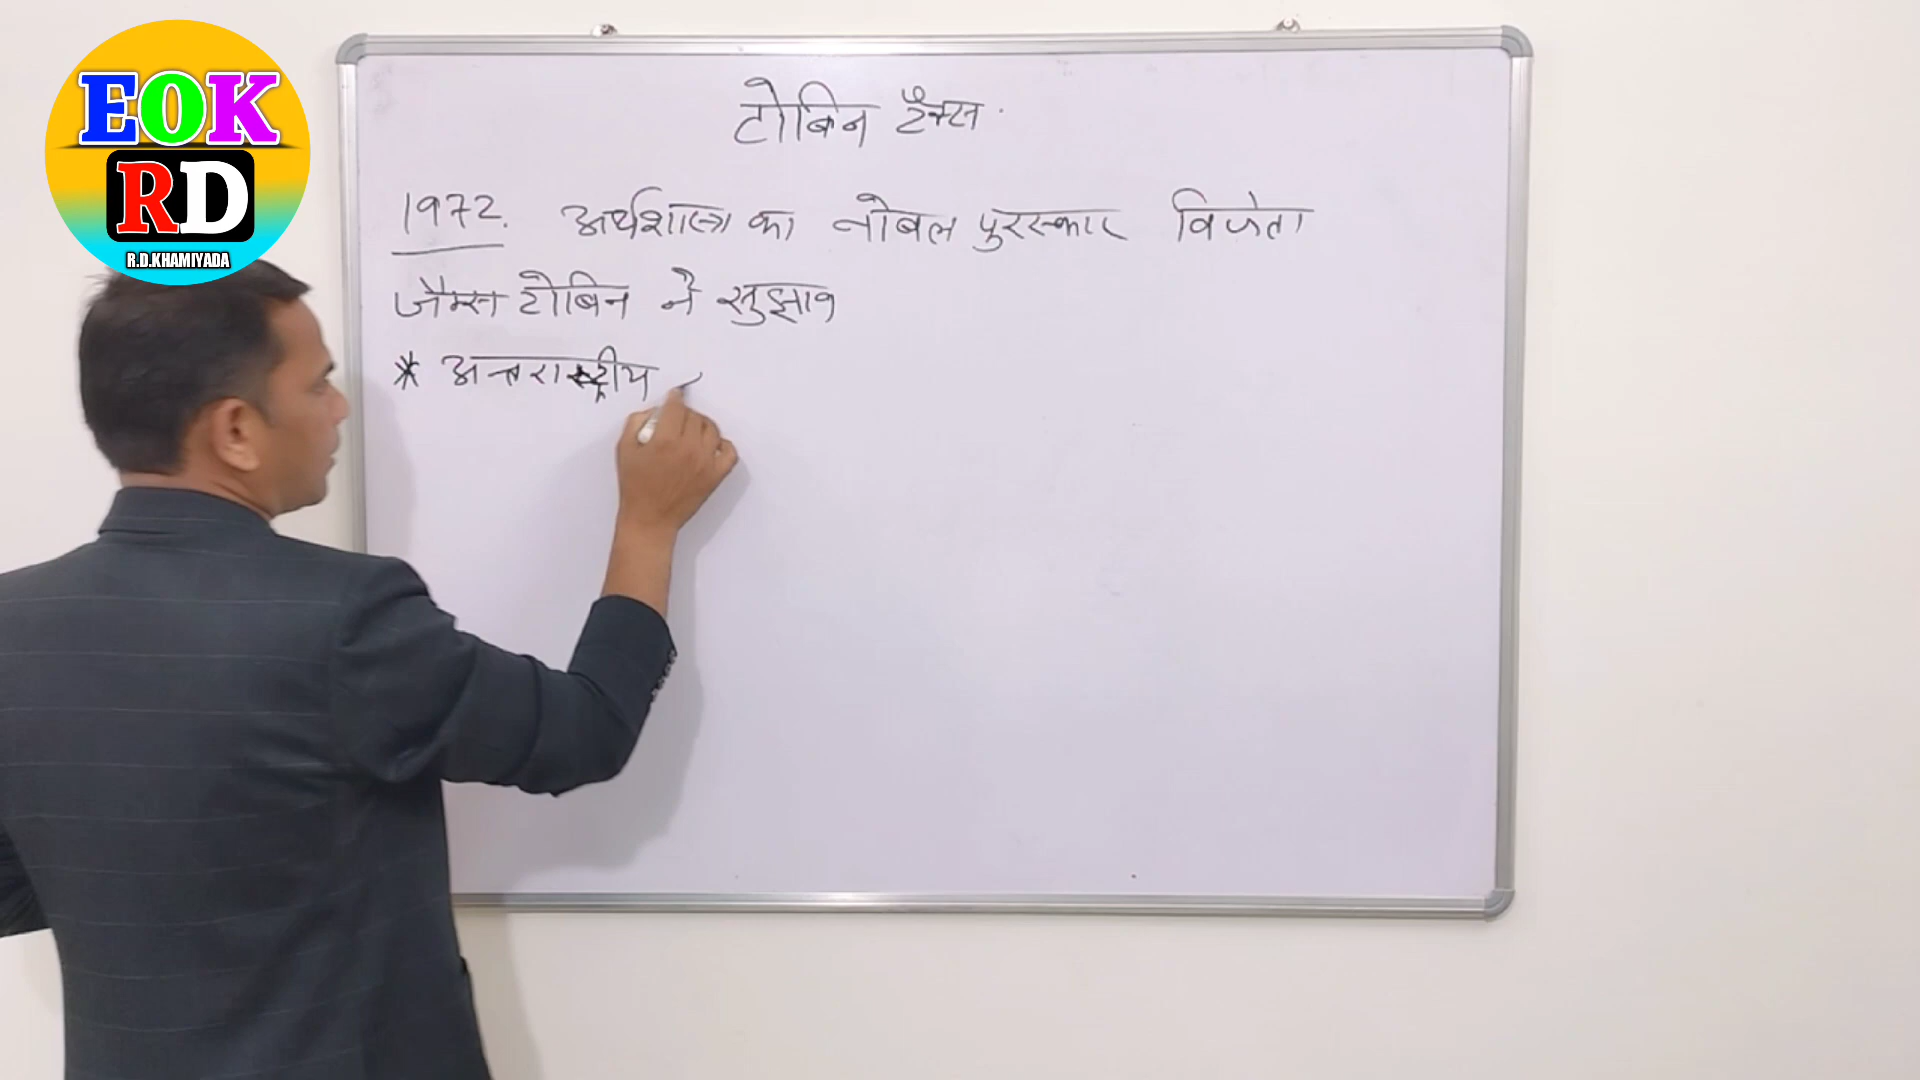 EOK
RD
R.D.KHAMIYADA
टोबिन टैक्स
1972. अर्थशास्त्र का नोबल पुरस्कार विजेता
जेम्स टोबिन ने सुझाव
* अन्तराष्ट्रीय